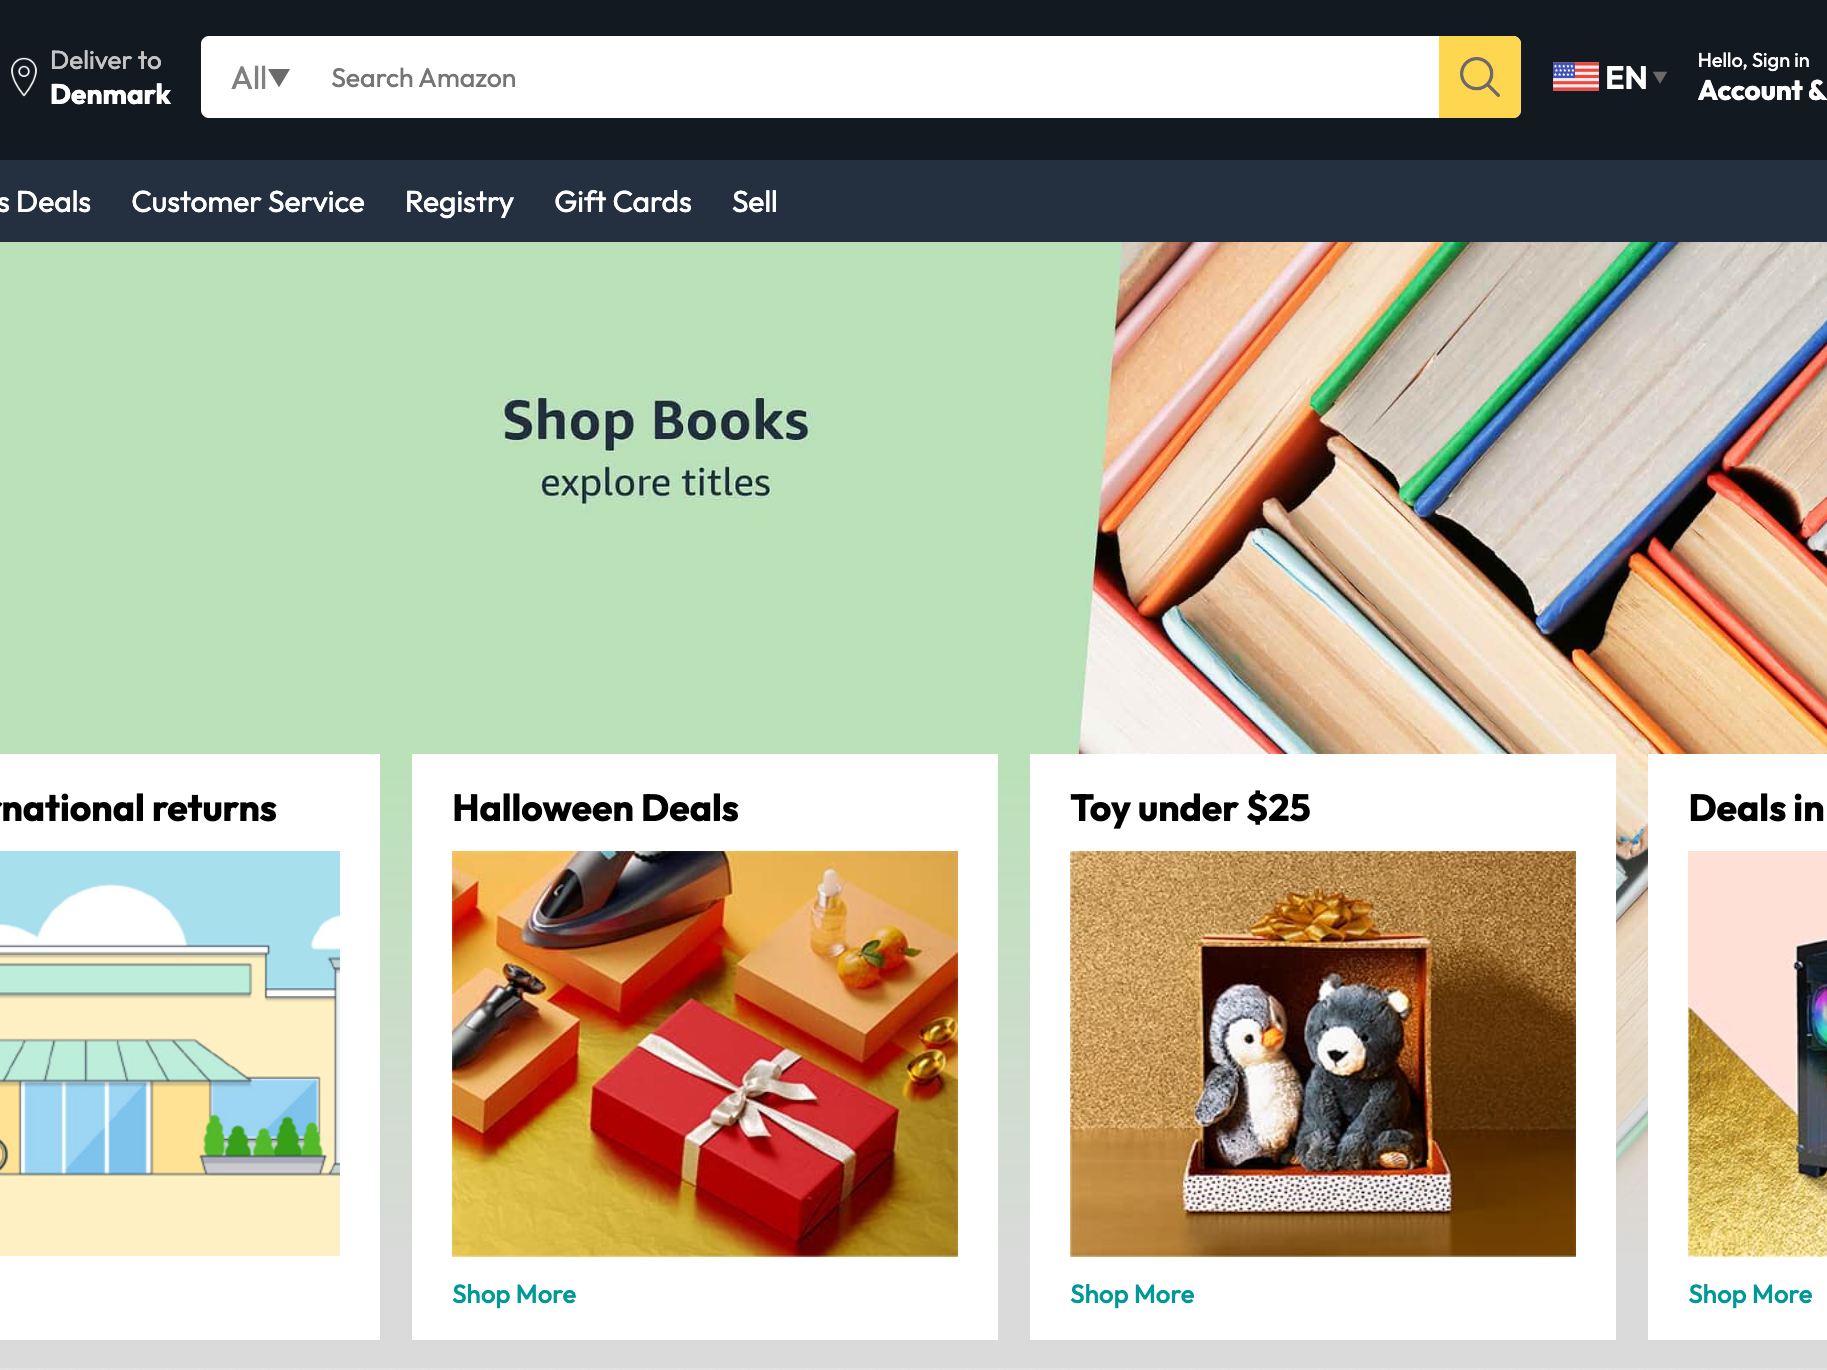 Deliver to
Denmark
All▼ Search Amazon
EN
Hello, Sign in
Account &
s Deals Customer Service Registry Gift Cards Sell
Shop Books
explore titles
rnational returns
Halloween Deals
Shop More
Toy under $25
Shop More
Deals in
Shop More